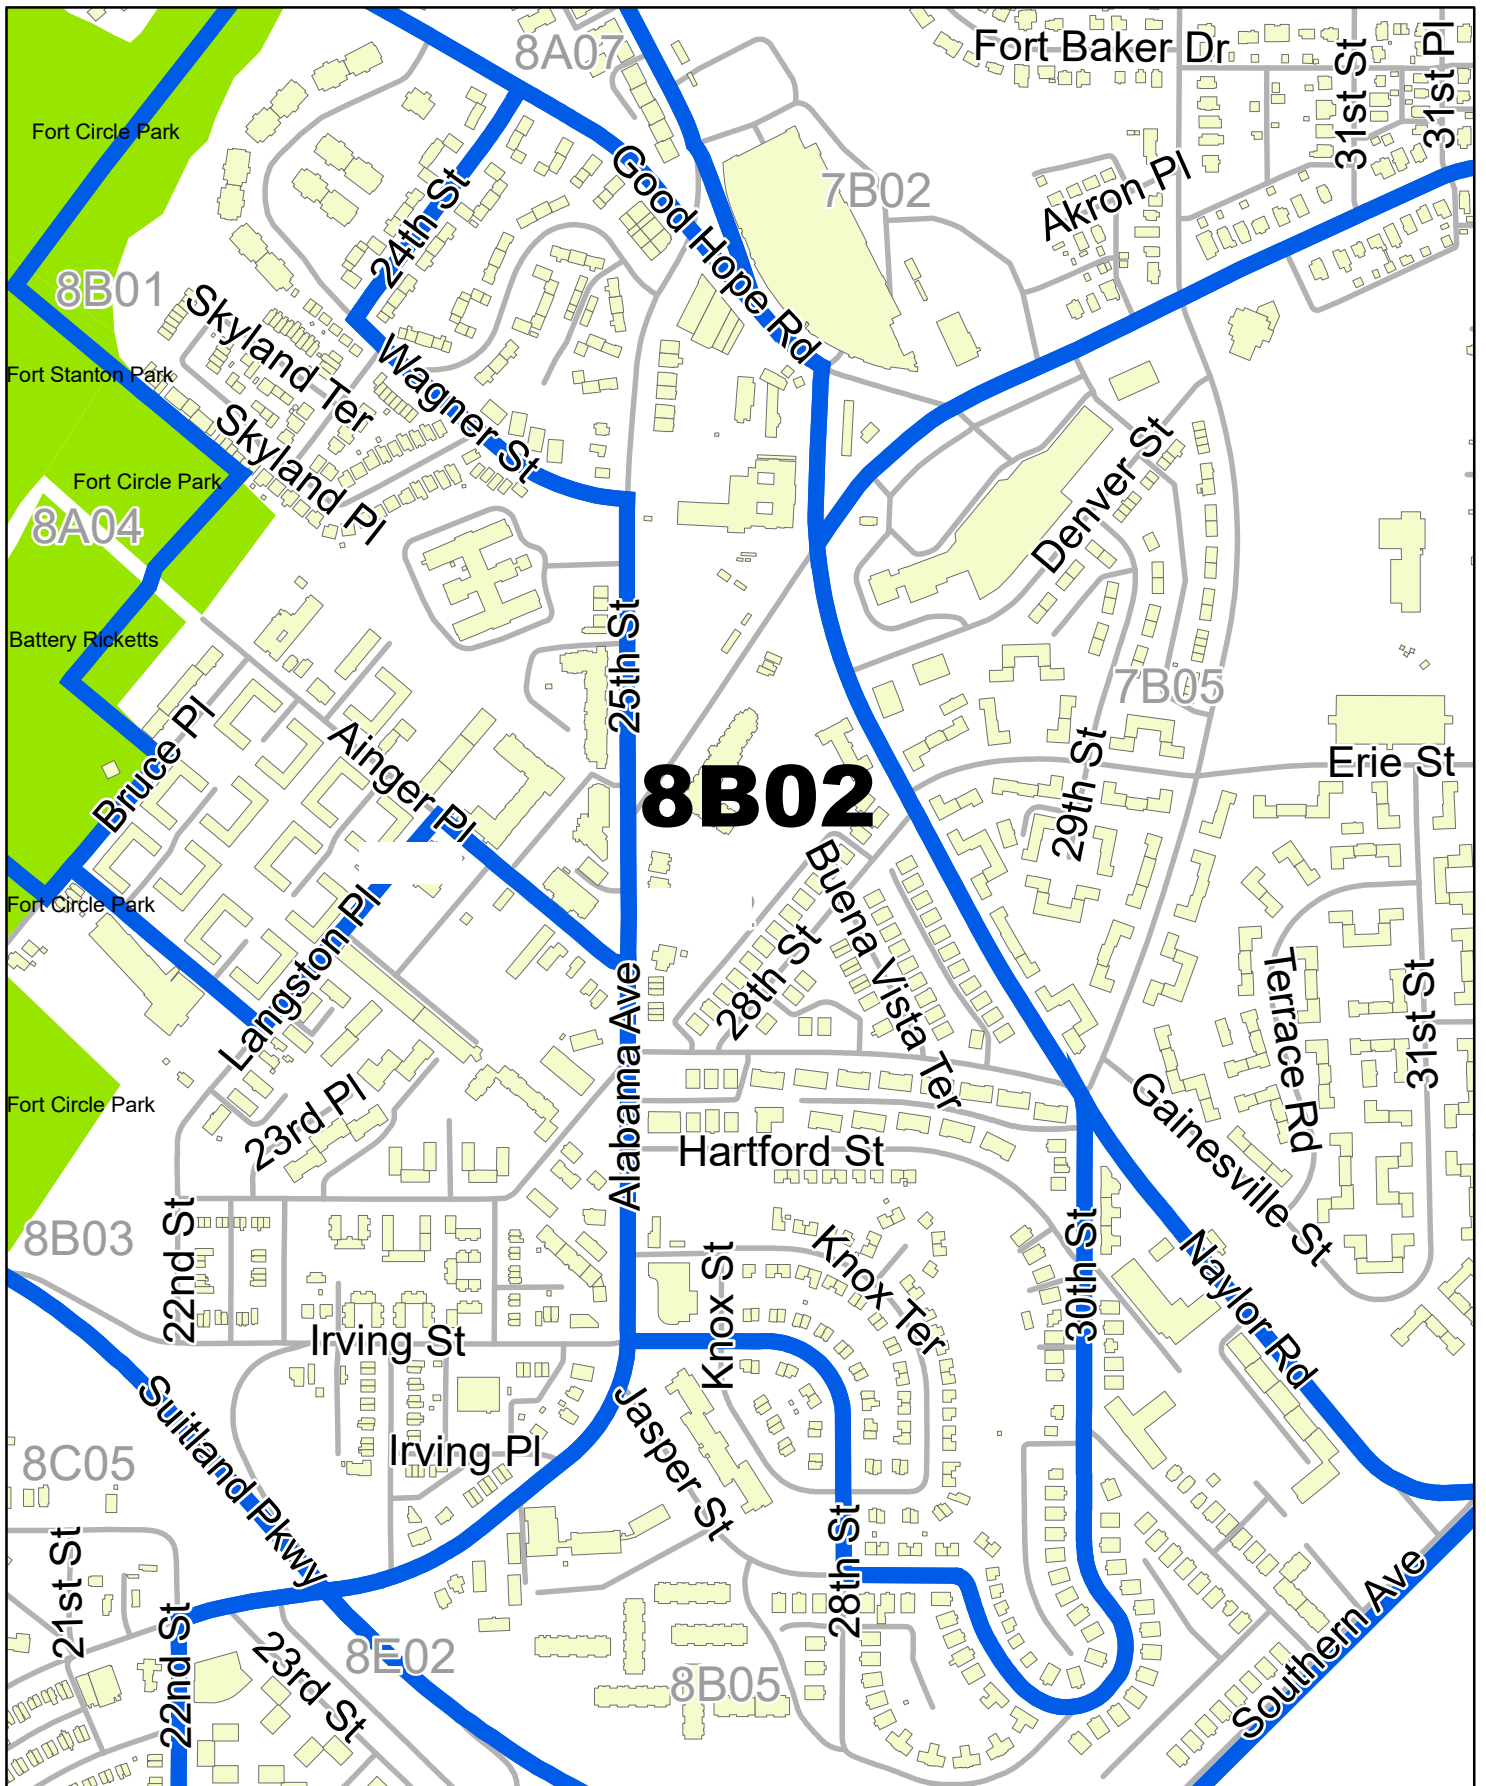 8A07
Fort Baker Dr
31st St
31st Pl
Fort Circle Park
24th St
Good Hope Rd
7B02
Akron Pl
8B01
Skyland Ter
Wagner St
Fort Stanton Park
Skyland Pl
Denver St
Fort Circle Park
8A04
25th St
Battery Ricketts
7B05
Bruce Pl
Ainger Pl
29th St
Erie St
8B02
Buena Vista Ter
Fort Circle Park
Langston Pl
28th St
Terrace Rd
31st St
Alabama Ave
Fort Circle Park
23rd Pl
Hartford St
Gainesville St
8B03
22nd St
Knox St
Knox Ter
30th St
Naylor Rd
Irving St
Suitland Pkwy
Jasper St
Irving Pl
8C05
21st St
28th St
Southern Ave
22nd St
23rd St
8E02
8B05